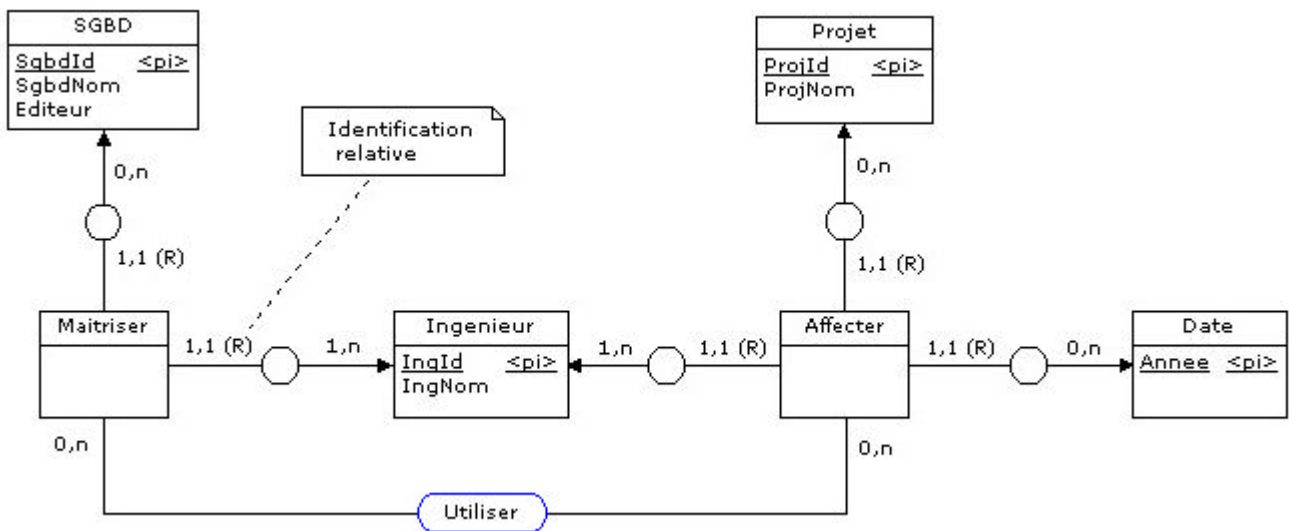 SGBD
SgbdId <pi>
SgbdNom
Editeur
Projet
ProjId <pi>
ProjNom
Identification
relative
0,n
0,n
1,1 (R)
1,1 (R)
Maitriser
1,1 (R)
1,n
Ingenieur
IngId <pi>
IngNom
1,n
1,1 (R)
Affecter
1,1 (R)
0,n
Date
Annee <pi>
0,n
0,n
Utiliser